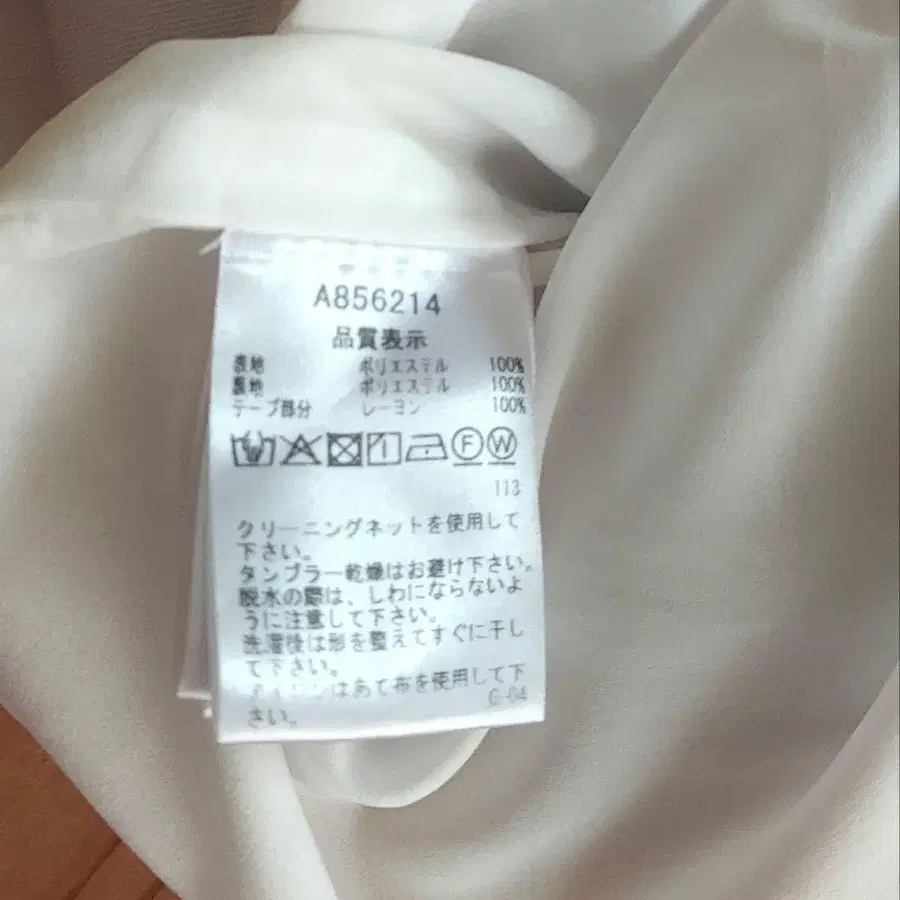 A856214
品質表示
表地 ポリエステル 100%
裏地 ポリエステル 100%
テープ部分 レーヨン 100%
F W
113
クリーニングネットを使用して
下さい。
タンブラー乾燥はお避け下さい。
脱水の際は、しわにならないよ
うに注意して下さい。
洗濯後は形を整えてすぐに干し
て下さい。
はあて布を使用して下
さい。
G-04